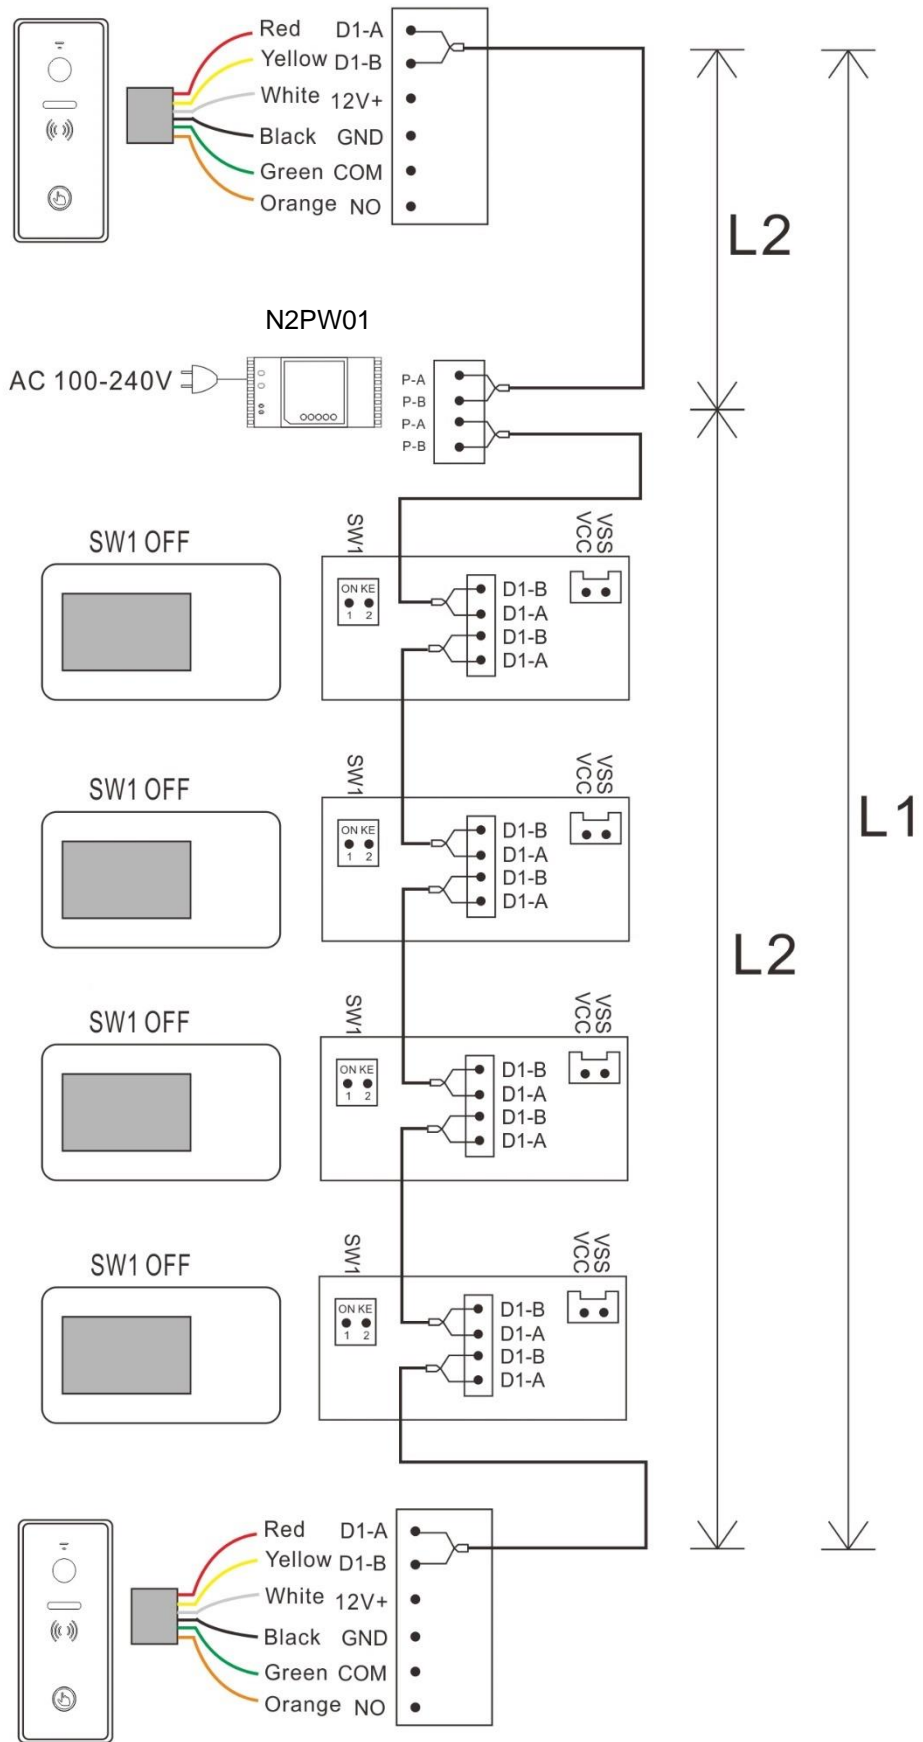 Red D1-A
Yellow D1-B
White 12V+
Black GND
Green COM
Orange NO
L2
N2PW01
AC 100-240V
P-A
P-B
P-A
P-B
SW1 OFF
SW1
VCC
VSS
ON KE
1 2
D1-B
D1-A
D1-B
D1-A
SW1 OFF
SW1
VCC
VSS
ON KE
1 2
D1-B
D1-A
D1-B
D1-A
L1
L2
SW1 OFF
SW1
VCC
VSS
ON KE
1 2
D1-B
D1-A
D1-B
D1-A
SW1 OFF
SW1
VCC
VSS
ON KE
1 2
D1-B
D1-A
D1-B
D1-A
Red D1-A
Yellow D1-B
White 12V+
Black GND
Green COM
Orange NO